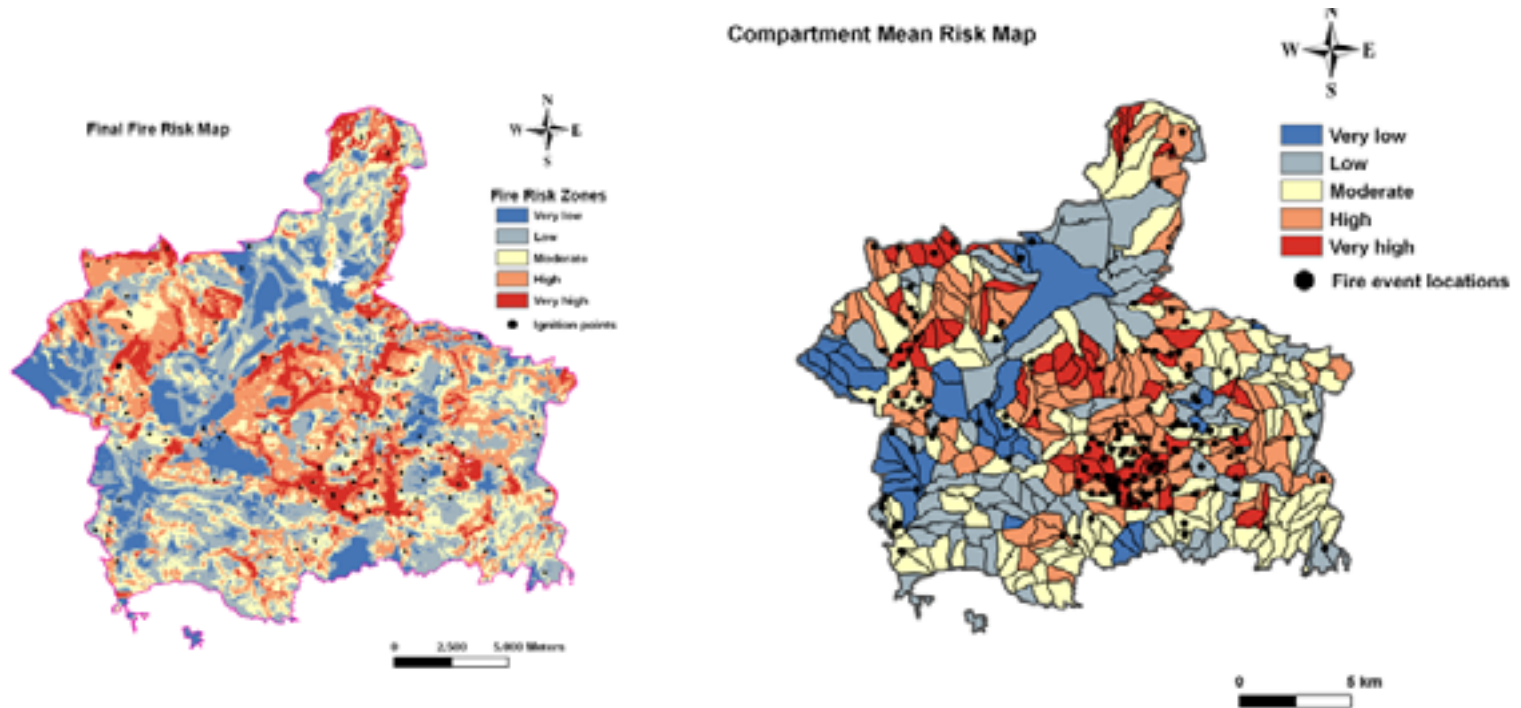 Final Fire Risk Map
N
W E
S
Fire Risk Zones
Very low
Low
Moderate
High
Very high
Ignition points
0 2,500 5,000 Meters
Compartment Mean Risk Map
N
W E
S
Very low
Low
Moderate
High
Very high
Fire event locations
0 5 km